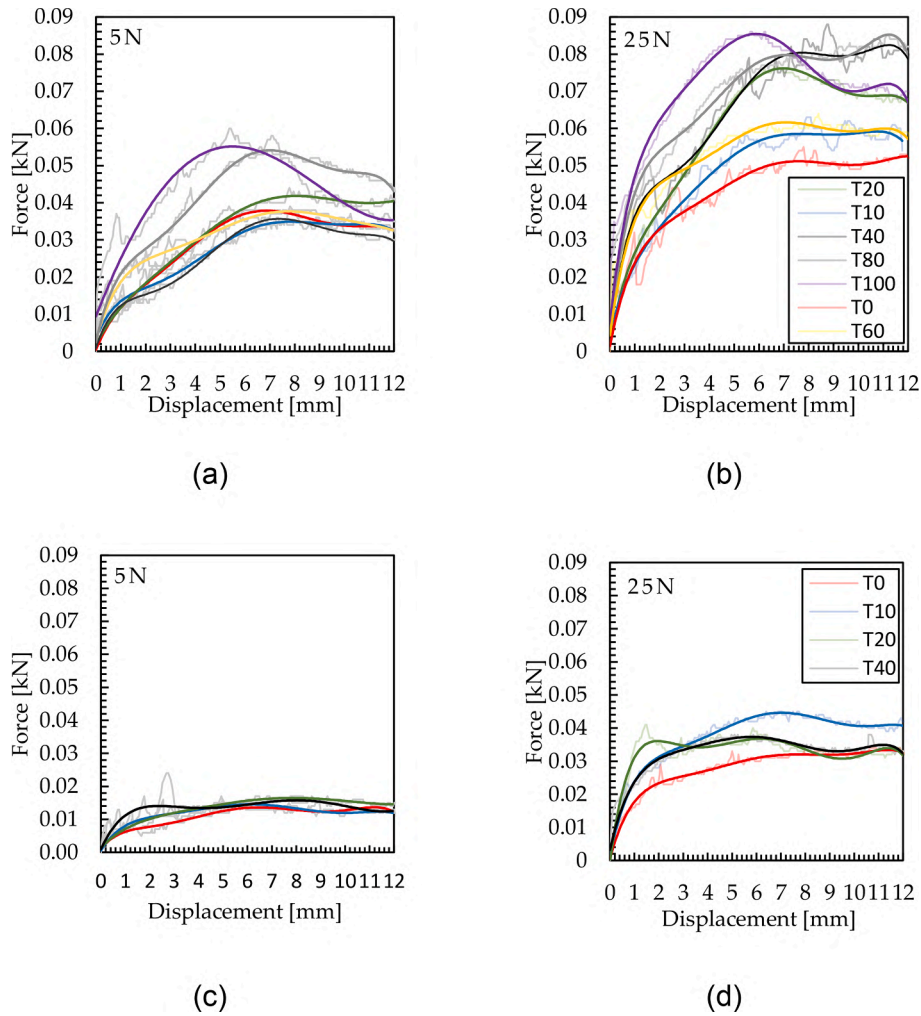 5N
Force [kN]
0.09
0.08
0.07
0.06
0.05
0.04
0.03
0.02
0.01
0
0 1 2 3 4 5 6 7 8 9 10 11 12
Displacement [mm]
(a)
25N
Force [kN]
0.09
0.08
0.07
0.06
0.05
0.04
0.03
0.02
0.01
0
T20
T10
T40
T80
T100
T0
T60
0 1 2 3 4 5 6 7 8 9 10 11 12
Displacement [mm]
(b)
5N
Force [kN]
0.09
0.08
0.07
0.06
0.05
0.04
0.03
0.02
0.01
0.00
0 1 2 3 4 5 6 7 8 9 10 11 12
Displacement [mm]
(c)
25N
Force [kN]
0.09
0.08
0.07
0.06
0.05
0.04
0.03
0.02
0.01
0
T0
T10
T20
T40
0 1 2 3 4 5 6 7 8 9 10 11 12
Displacement [mm]
(d)